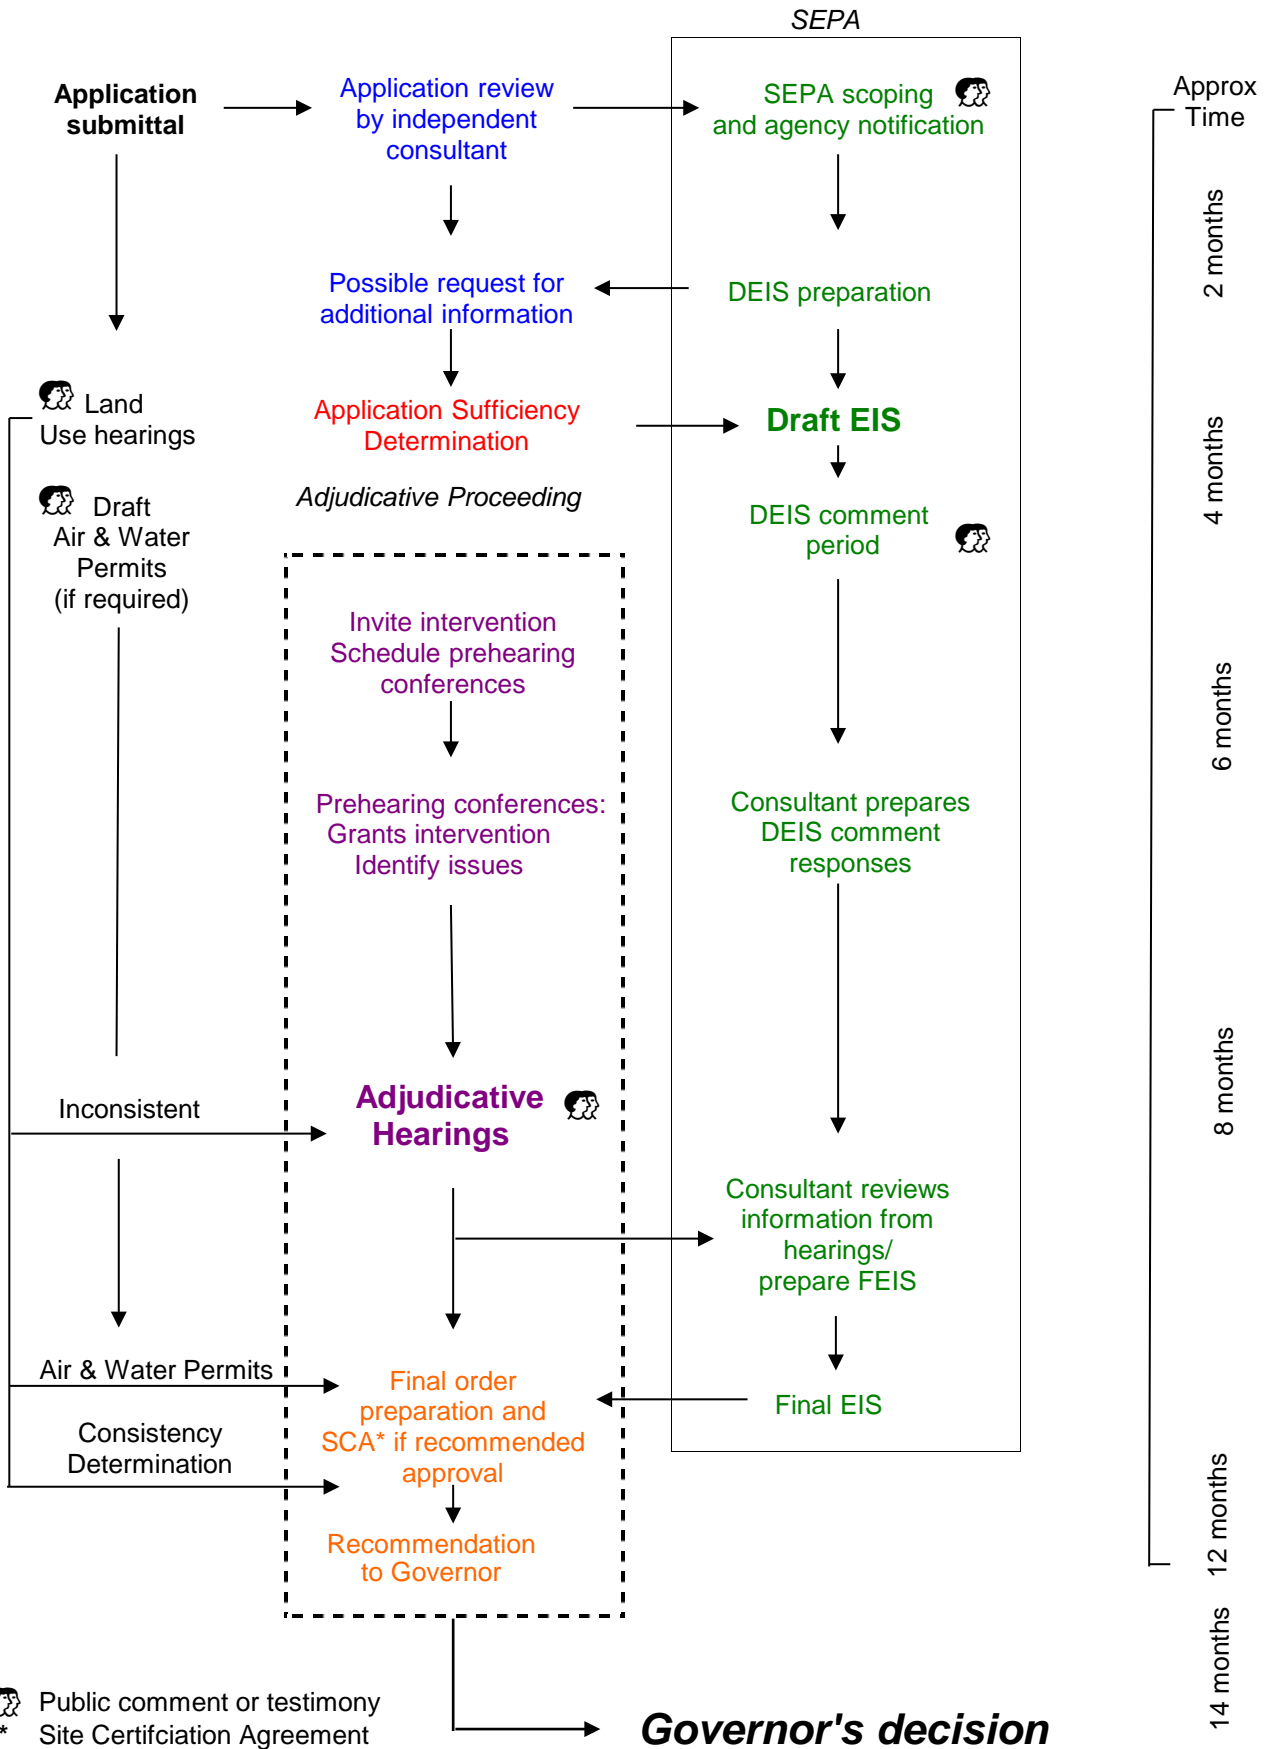 SEPA
Application
submittal
Application review
by independent
consultant
SEPA scoping
and agency notification
Approx
Time
2 months
Possible request for
additional information
DEIS preparation
Land
Use hearings
Application Sufficiency
Determination
Draft EIS
4 months
Draft
Air & Water
Permits
(if required)
Adjudicative Proceeding
DEIS comment
period
Invite intervention
Schedule prehearing
conferences
6 months
Prehearing conferences:
Grants intervention
Identify issues
Consultant prepares
DEIS comment
responses
Inconsistent
Adjudicative
Hearings
8 months
Consultant reviews
information from
hearings/
prepare FEIS
Air & Water Permits
Final order
preparation and
SCA* if recommended
approval
Final EIS
Consistency
Determination
12 months
Recommendation
to Governor
14 months
Public comment or testimony
* Site Certifciation Agreement
Governor's decision